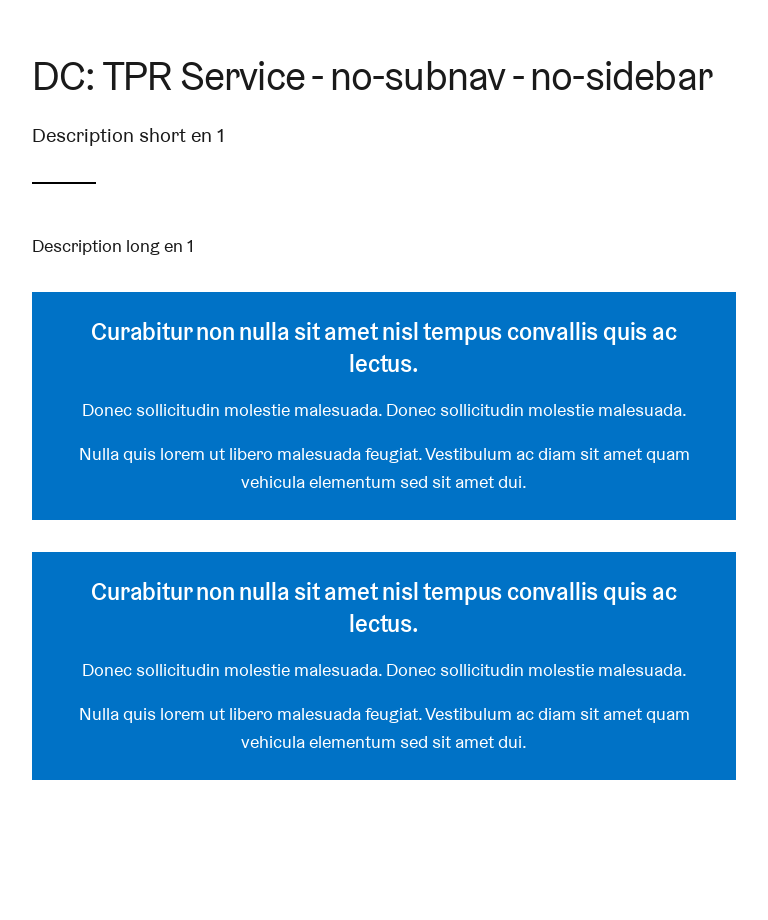 DC: TPR Service - no-subnav - no-sidebar
Description short en 1
Description long en 1
Curabitur non nulla sit amet nisl tempus convallis quis ac
lectus.
Donec sollicitudin molestie malesuada. Donec sollicitudin molestie malesuada.
Nulla quis lorem ut libero malesuada feugiat. Vestibulum ac diam sit amet quam
vehicula elementum sed sit amet dui.
Curabitur non nulla sit amet nisl tempus convallis quis ac
lectus.
Donec sollicitudin molestie malesuada. Donec sollicitudin molestie malesuada.
Nulla quis lorem ut libero malesuada feugiat. Vestibulum ac diam sit amet quam
vehicula elementum sed sit amet dui.